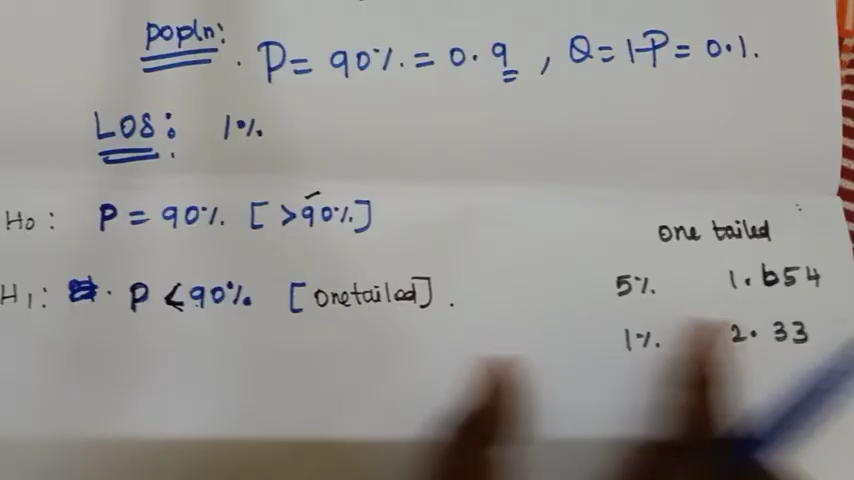 popln: P = 90% = 0.9, Q = 1-P = 0.1.
LOS: 1%
H0: P = 90% [>90%]
H1: P < 90% [onetailed].
one tailed
5% 1.654
1% 2.33